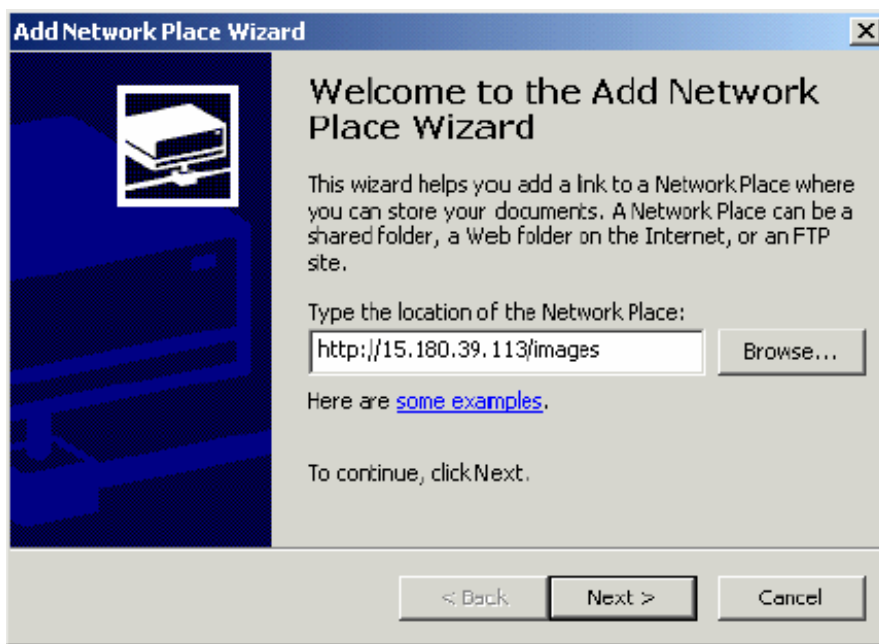 Add Network Place Wizard
Welcome to the Add Network
Place Wizard
This wizard helps you add a link to a Network Place where
you can store your documents. A Network Place can be a
shared folder, a Web folder on the Internet, or an FTP
site.
Type the location of the Network Place:
http://15.180.39.113/images
Browse...
Here are some examples.
To continue, click Next.
< Back
Next >
Cancel